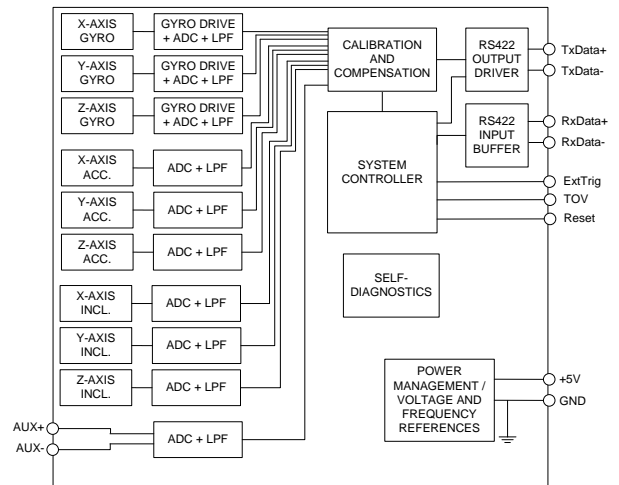 X-AXIS
GYRO
GYRO DRIVE
+ ADC + LPF
Y-AXIS
GYRO
GYRO DRIVE
+ ADC + LPF
Z-AXIS
GYRO
GYRO DRIVE
+ ADC + LPF
X-AXIS
ACC.
ADC + LPF
Y-AXIS
ACC.
ADC + LPF
Z-AXIS
ACC.
ADC + LPF
X-AXIS
INCL.
ADC + LPF
Y-AXIS
INCL.
ADC + LPF
Z-AXIS
INCL.
ADC + LPF
AUX+
AUX-
ADC + LPF
CALIBRATION
AND
COMPENSATION
RS422
OUTPUT
DRIVER
TxData+
TxData-
RS422
INPUT
BUFFER
RxData+
RxData-
SYSTEM
CONTROLLER
ExtTrig
TOV
Reset
SELF-
DIAGNOSTICS
POWER
MANAGEMENT /
VOLTAGE AND
FREQUENCY
REFERENCES
+5V
GND